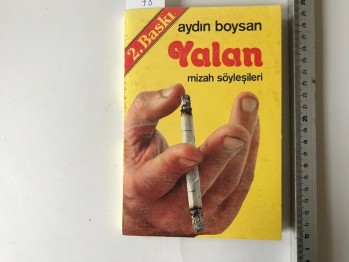 2. Baskı
aydın boysan
Yalan
mizah söyleşileri